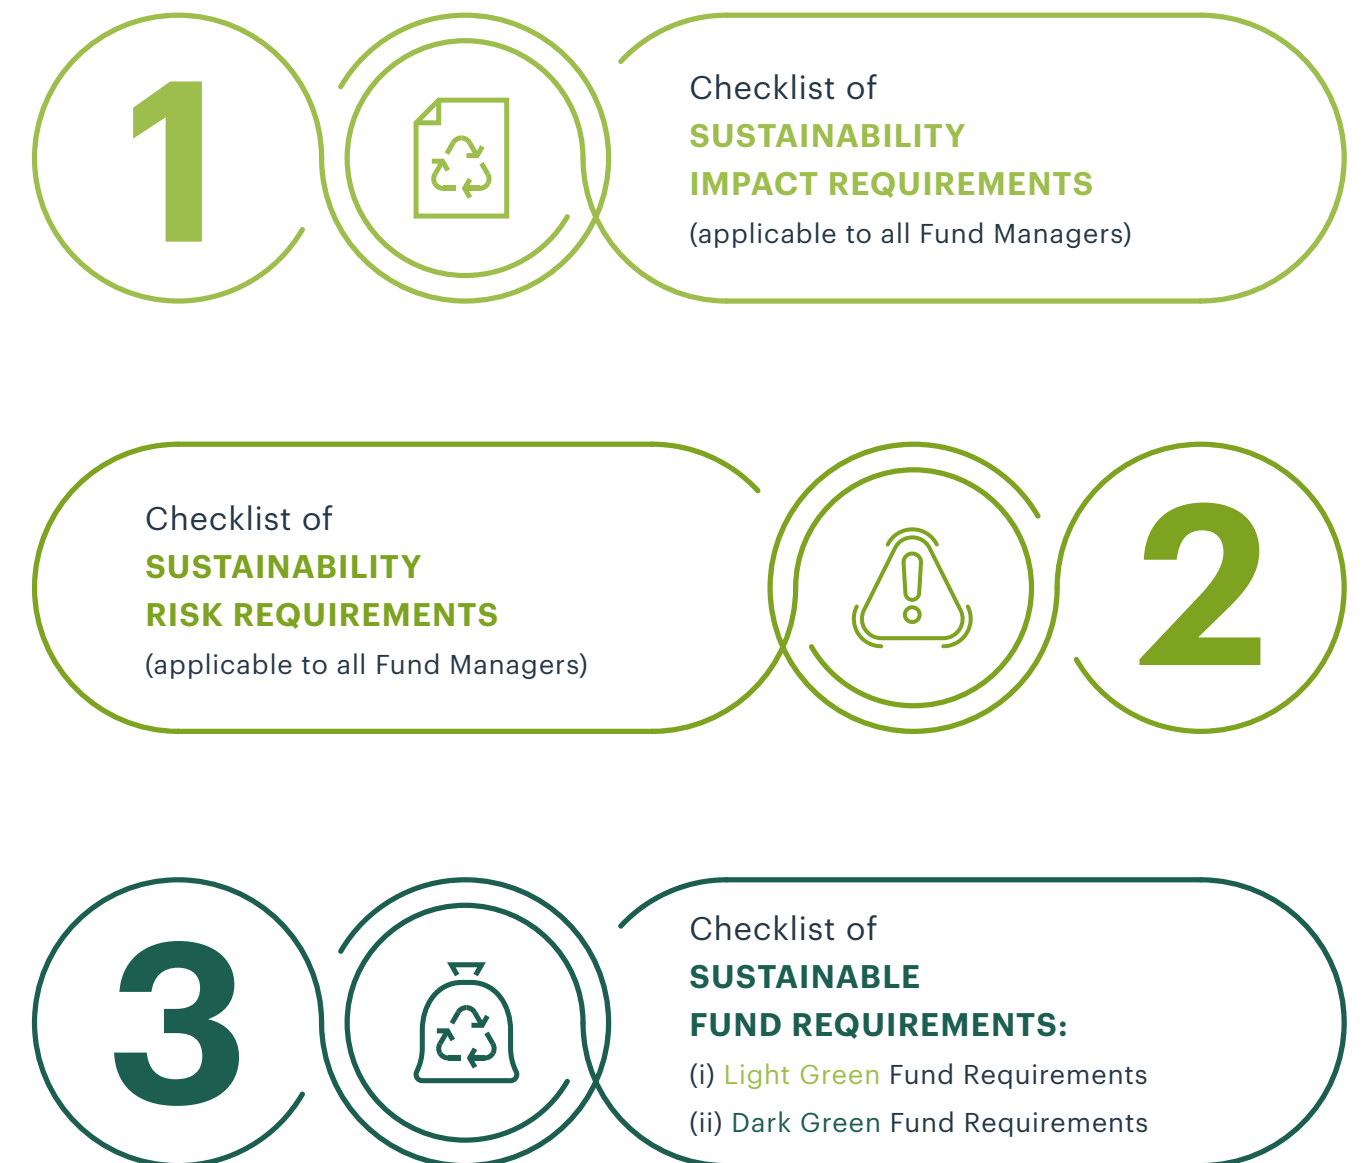 1
Checklist of
SUSTAINABILITY
IMPACT REQUIREMENTS
(applicable to all Fund Managers)
Checklist of
SUSTAINABILITY
RISK REQUIREMENTS
(applicable to all Fund Managers)
2
3
Checklist of
SUSTAINABLE
FUND REQUIREMENTS:
(i) Light Green Fund Requirements
(ii) Dark Green Fund Requirements